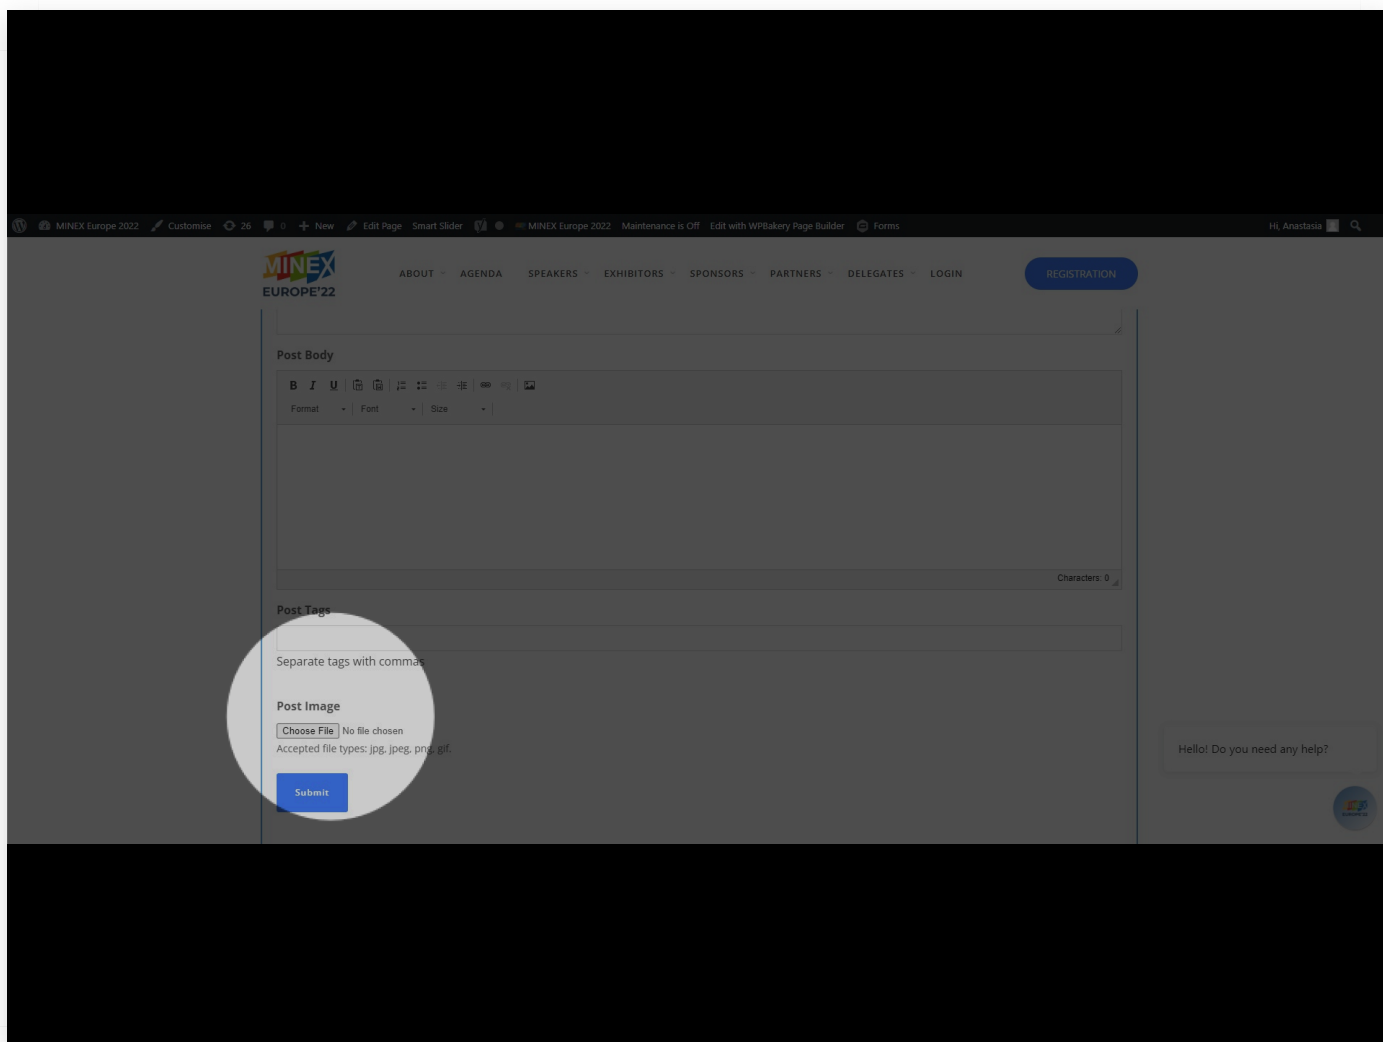 MINEX Europe 2022 Customise 26 0 New Edit Page Smart Slider MINEX Europe 2022 Maintenance is Off Edit with WPBakery Page Builder Forms Hi, Anastasia
MINEX
EUROPE'22
ABOUT AGENDA SPEAKERS EXHIBITORS SPONSORS PARTNERS DELEGATES LOGIN REGISTRATION
Post Body
B I U
Format Font Size
Characters: 0
Post Tags
Separate tags with commas
Post Image
Choose File No file chosen
Accepted file types: jpg, jpeg, png, gif.
Submit
Hello! Do you need any help?